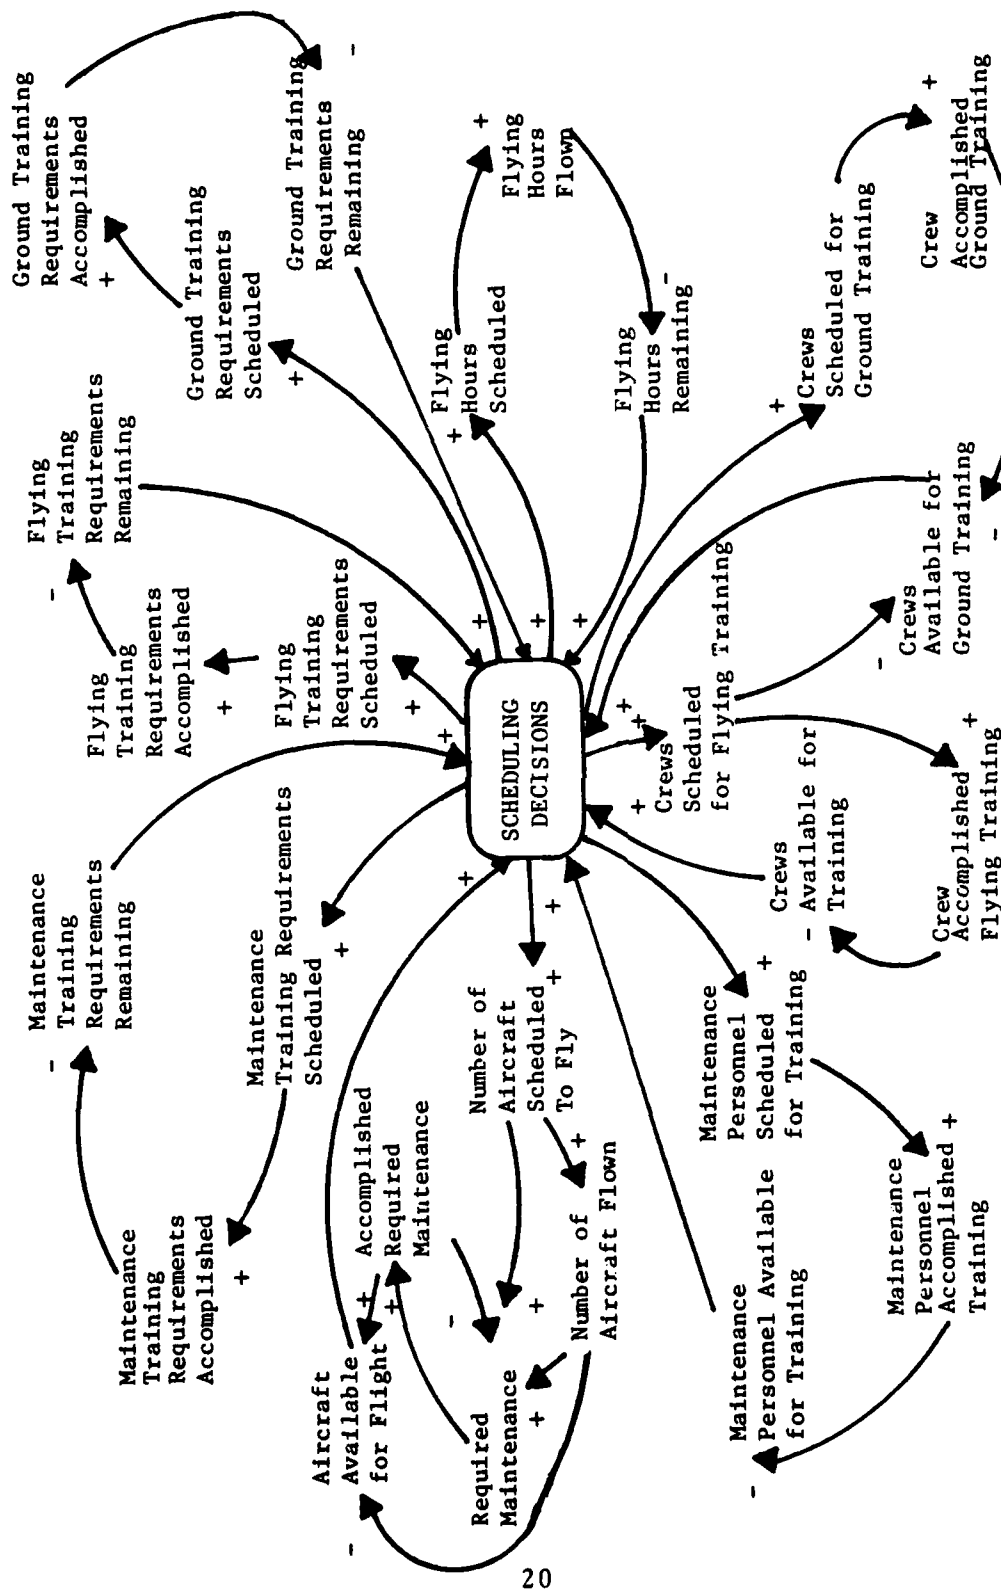 Ground Training
Requirements
Accomplished
+
Ground Training
Requirements
Remaining
-
Ground Training
Requirements
Scheduled
+
Flying
Training
Requirements
Remaining
-
Flying
Training
Requirements
Accomplished
+
Flying
Training
Requirements
Scheduled
+
Maintenance
Training
Requirements
Remaining
-
Maintenance
Training Requirements
Scheduled
+
Maintenance
Training
Requirements
Accomplished
+
Flying
Hours
Scheduled
+
Flying
Hours
Flown
+
Flying
Hours
Remaining
-
SCHEDULING
DECISIONS
+
+
+
+
+
Aircraft
Available
for Flight
-
+
Accomplished
Required
Maintenance
+
Required
Maintenance
-
+
+
Number of
Aircraft
Scheduled
To Fly
+
+
Number of
Aircraft Flown
+
Crews
Scheduled for
Ground Training
+
Crew
Accomplished
Ground Training
+
Crews
Available for
Ground Training
-
-
Crews
Scheduled
for Flying Training
+
+
+
Crew
Accomplished
Flying Training
+
Crews
Available for
Training
-
Maintenance
Personnel
Scheduled
for Training
+
Maintenance
Personnel
Accomplished
Training
+
Maintenance
Personnel Available
for Training
-
20